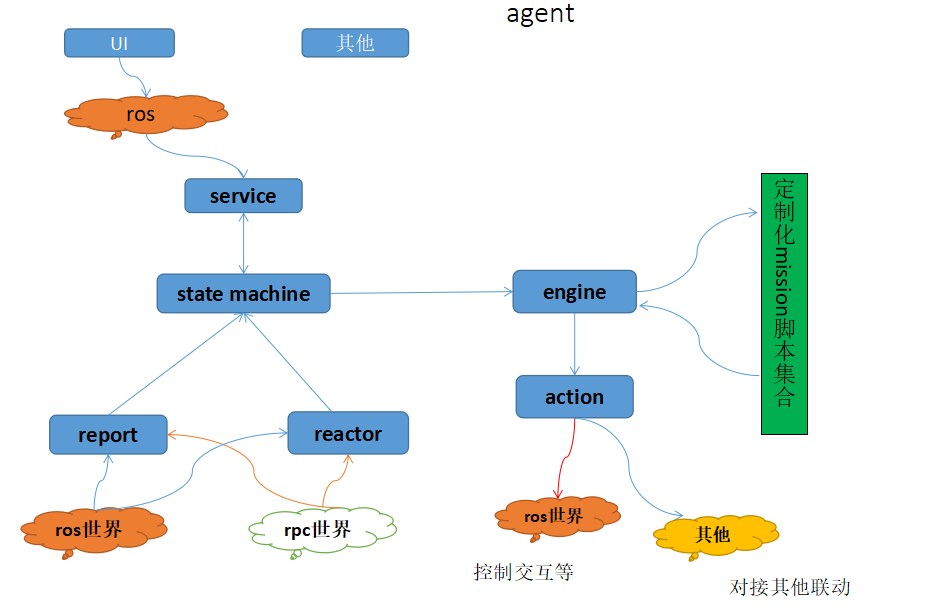 agent
UI
其他
ros
service
state machine
engine
定制化mission脚本集合
action
report
reactor
ros世界
rpc世界
ros世界
其他
控制交互等
对接其他联动